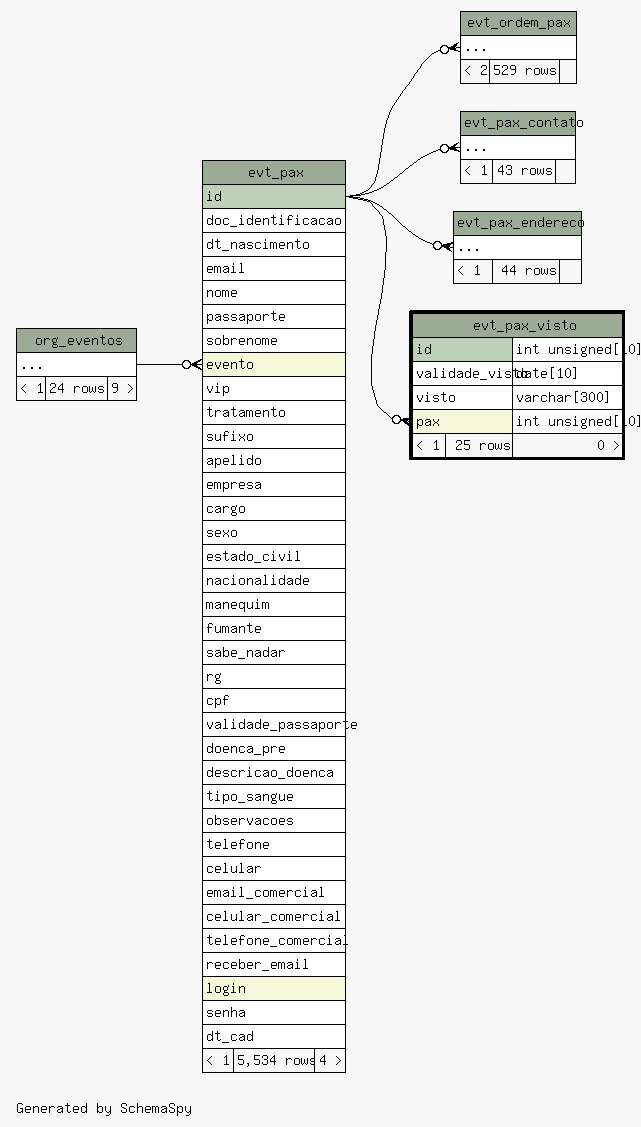 evt_ordem_pax
...
< 2 529 rows
evt_pax_contato
...
< 1 43 rows
evt_pax_endereco
...
< 1 44 rows
evt_pax_visto
id int unsigned[10]
validade_visto date[10]
visto varchar[300]
pax int unsigned[10]
< 1 25 rows 0 >
org_eventos
...
< 1 24 rows 9 >
evt_pax
id
doc_identificacao
dt_nascimento
email
nome
passaporte
sobrenome
evento
vip
tratamento
sufixo
apelido
empresa
cargo
sexo
estado_civil
nacionalidade
manequim
fumante
sabe_nadar
rg
cpf
validade_passaporte
doenca_pre
descricao_doenca
tipo_sangue
observacoes
telefone
celular
email_comercial
celular_comercial
telefone_comercial
receber_email
login
senha
dt_cad
< 1 5,534 rows 4 >
Generated by SchemaSpy